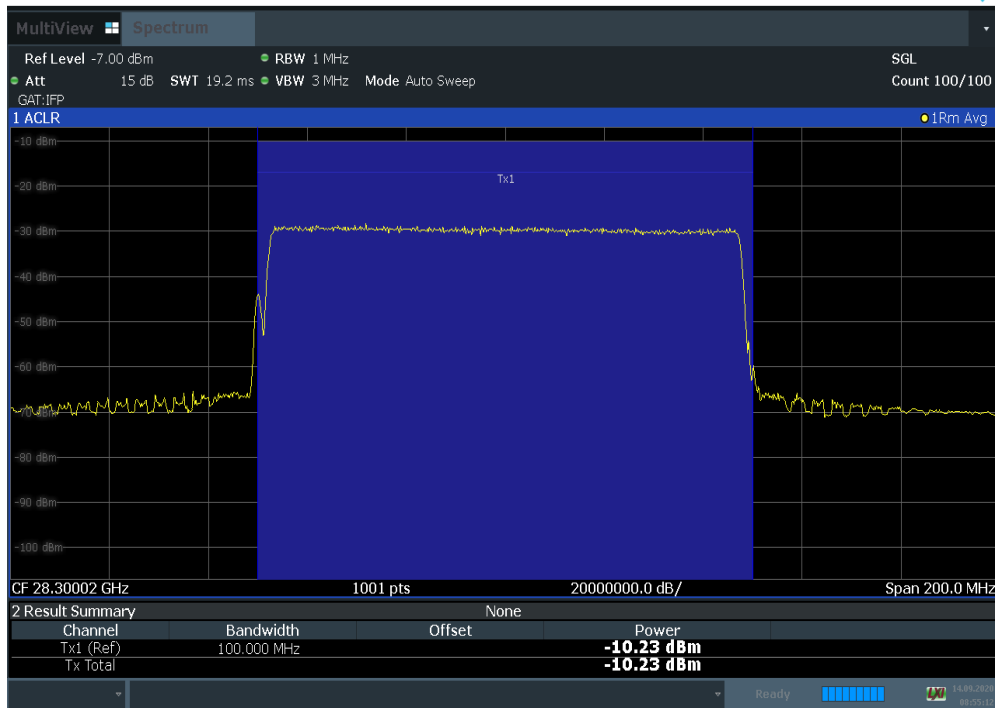 MultiView Spectrum
Ref Level -7.00 dBm RBW 1 MHz SGL
Att 15 dB SWT 19.2 ms VBW 3 MHz Mode Auto Sweep Count 100/100
GAT:IFP
1 ACLR 1Rm Avg
-10 dBm
Tx1
-20 dBm
-30 dBm
-40 dBm
-50 dBm
-60 dBm
-70 dBm
-80 dBm
-90 dBm
-100 dBm
CF 28.30002 GHz 1001 pts 20000000.0 dB/ Span 200.0 MHz
2 Result Summary None
Channel Bandwidth Offset Power
Tx1 (Ref) 100.000 MHz -10.23 dBm
Tx Total -10.23 dBm
Ready LXI 14.09.2020
00:55:12